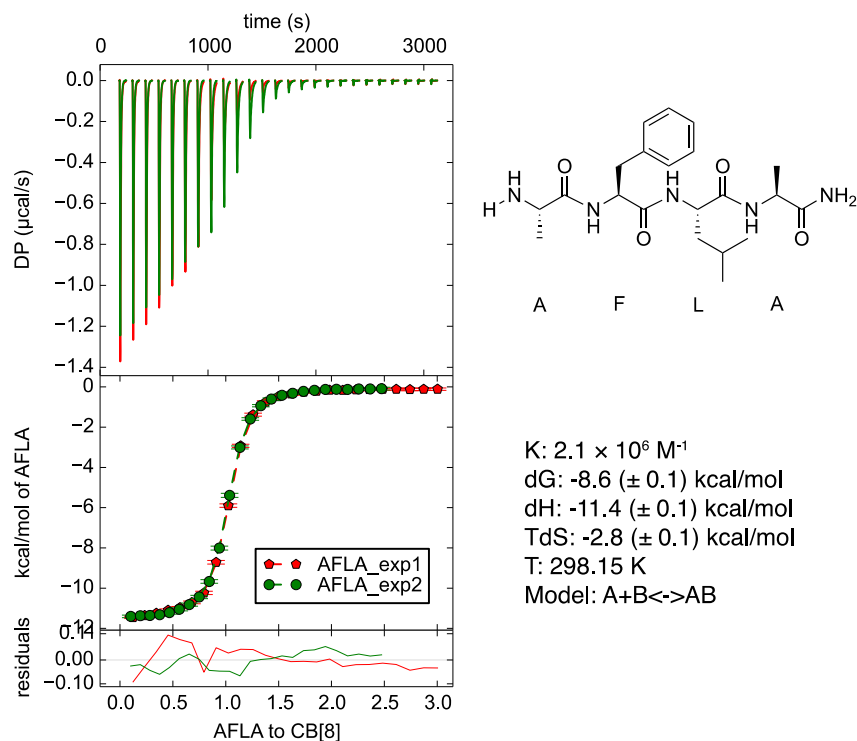 time (s)
0 1000 2000 3000
DP (μcal/s)
0.0
−0.2
−0.4
−0.6
−0.8
−1.0
−1.2
−1.4
kcal/mol of AFLA
0
−2
−4
−6
−8
−10
−12
AFLA_exp1
AFLA_exp2
residuals
0.14
0.00
−0.10
0.0 0.5 1.0 1.5 2.0 2.5 3.0
AFLA to CB[8]
H
N
H
O
N
H
O
H
N
O
N
H
O
NH₂
A F L A
K: 2.1 × 10⁶ M⁻¹
dG: -8.6 (± 0.1) kcal/mol
dH: -11.4 (± 0.1) kcal/mol
TdS: -2.8 (± 0.1) kcal/mol
T: 298.15 K
Model: A+B<->AB